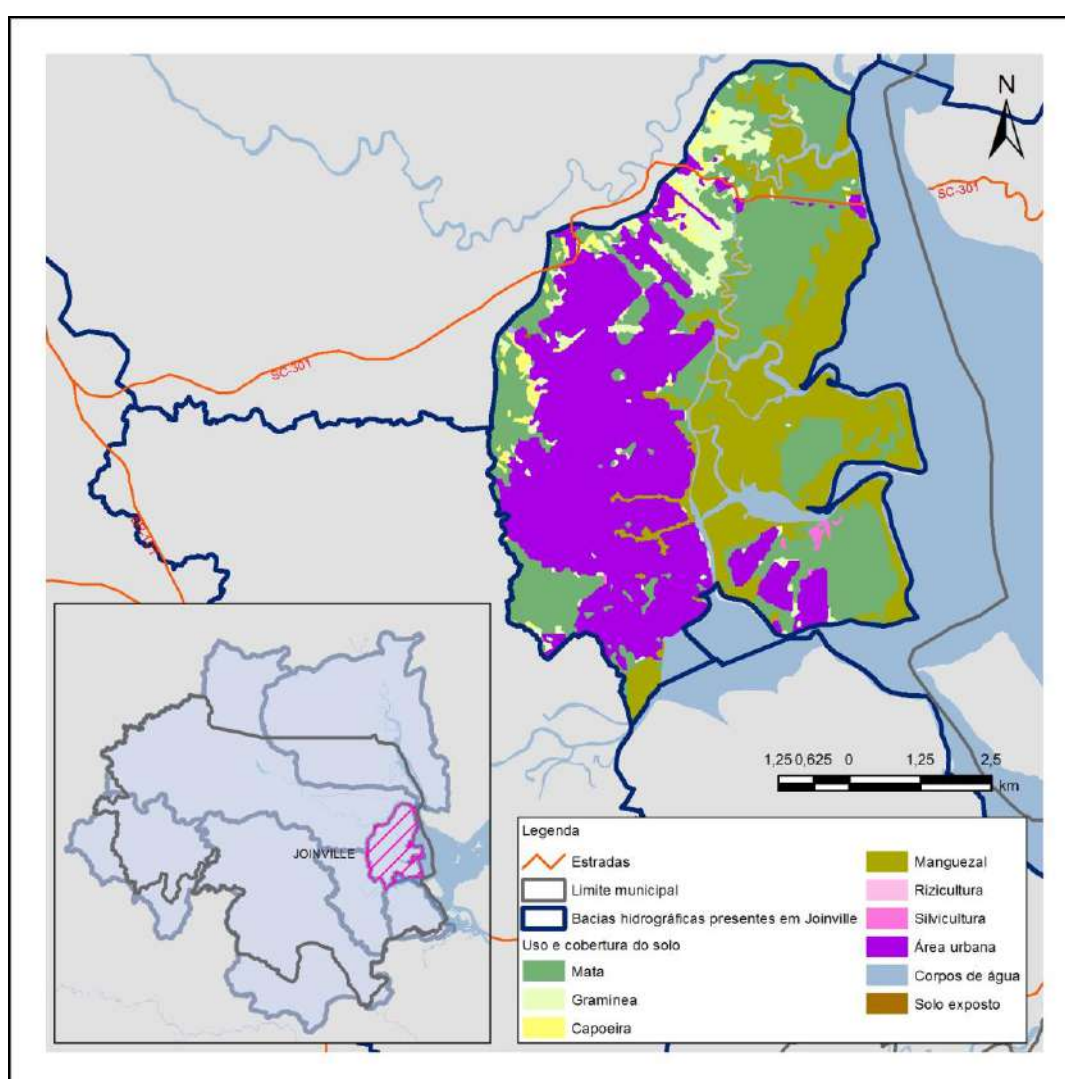 N
SC-301
SC-301
JOINVILLE
1,25 0,625 0 1,25 2,5
km
Legenda
Estradas
Limite municipal
Bacias hidrográficas presentes em Joinville
Uso e cobertura do solo
Mata
Gramínea
Capoeira
Manguezal
Rizicultura
Silvicultura
Área urbana
Corpos de água
Solo exposto